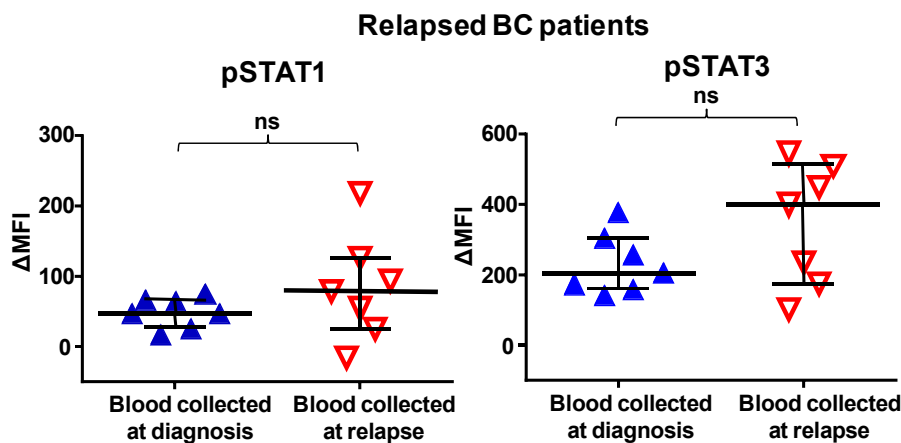 Relapsed BC patients
pSTAT1
ns
ΔMFI
300
200
100
0
Blood collected
at diagnosis
Blood collected
at relapse
pSTAT3
ns
ΔMFI
600
400
200
0
Blood collected
at diagnosis
Blood collected
at relapse